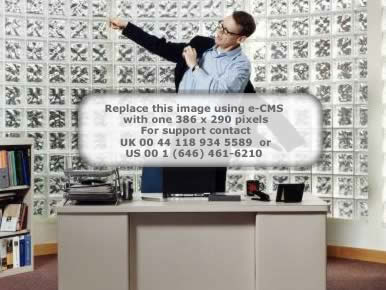 Replace this image using e-CMS
with one 386 x 290 pixels
For support contact
UK 00 44 118 934 5589 or
US 00 1 (646) 461-6210